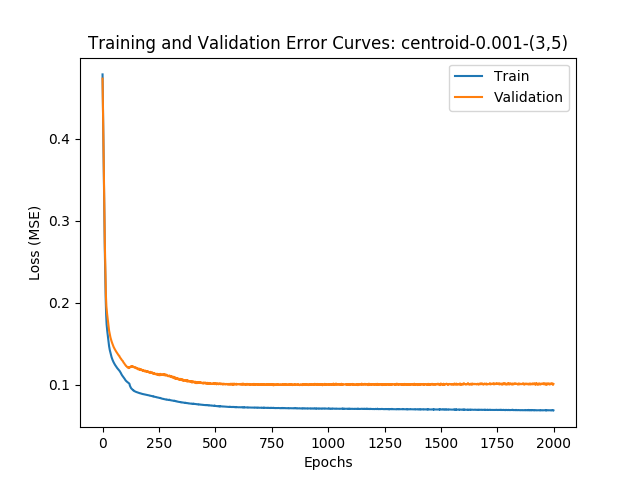 Training and Validation Error Curves: centroid-0.001-(3,5)
Train
Validation
0.4
0.3
0.2
0.1
Loss (MSE)
0 250 500 750 1000 1250 1500 1750 2000
Epochs